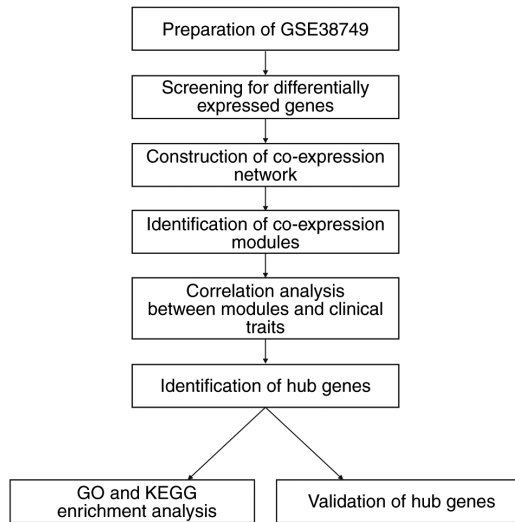 Preparation of GSE38749
Screening for differentially
expressed genes
Construction of co-expression
network
Identification of co-expression
modules
Correlation analysis
between modules and clinical
traits
Identification of hub genes
GO and KEGG
enrichment analysis
Validation of hub genes